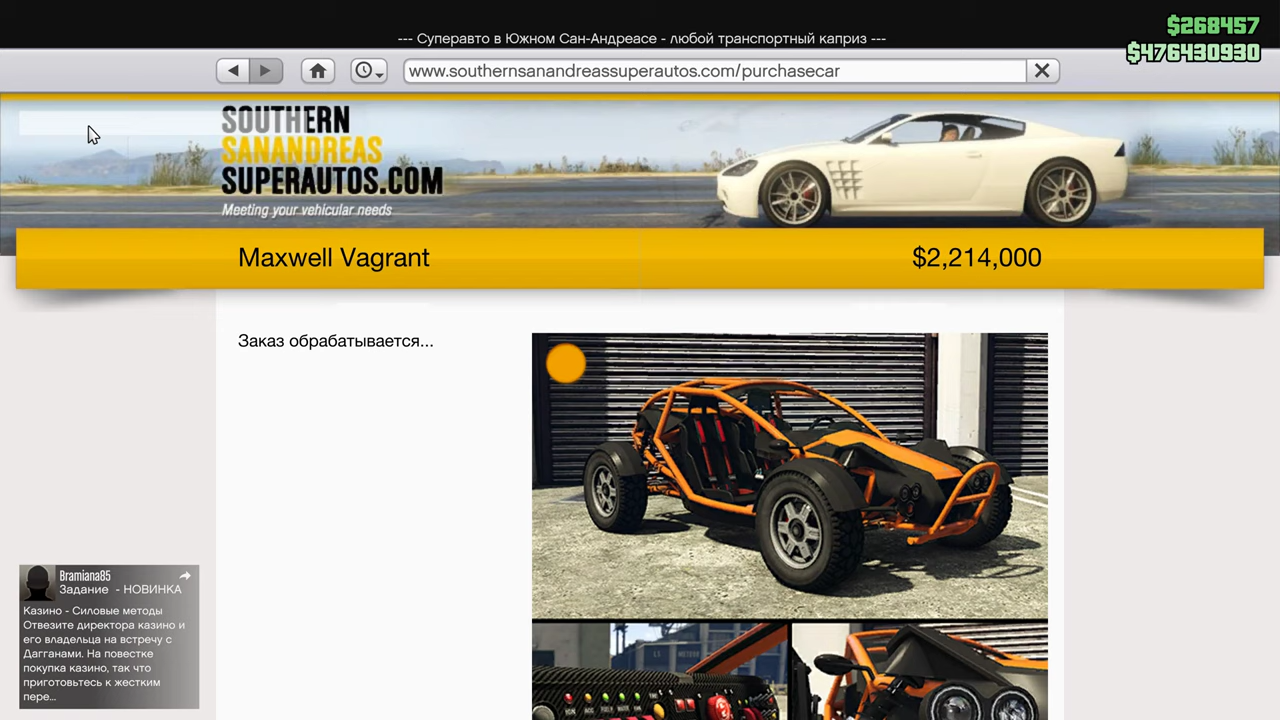 $268457
--- Суперавто в Южном Сан-Андреасе - любой транспортный каприз ---
$476430930
www.southernsanandreassuperautos.com/purchasecar
SOUTHERN
SANANDREAS
SUPERAUTOS.COM
Meeting your vehicular needs
Maxwell Vagrant
$2,214,000
Заказ обрабатывается...
Bramiana85
Задание - НОВИНКА
Казино - Силовые методы
Отвезите директора казино и
его владельца на встречу с
Дагганами. На повестке
покупка казино, так что
приготовьтесь к жестким
пере...